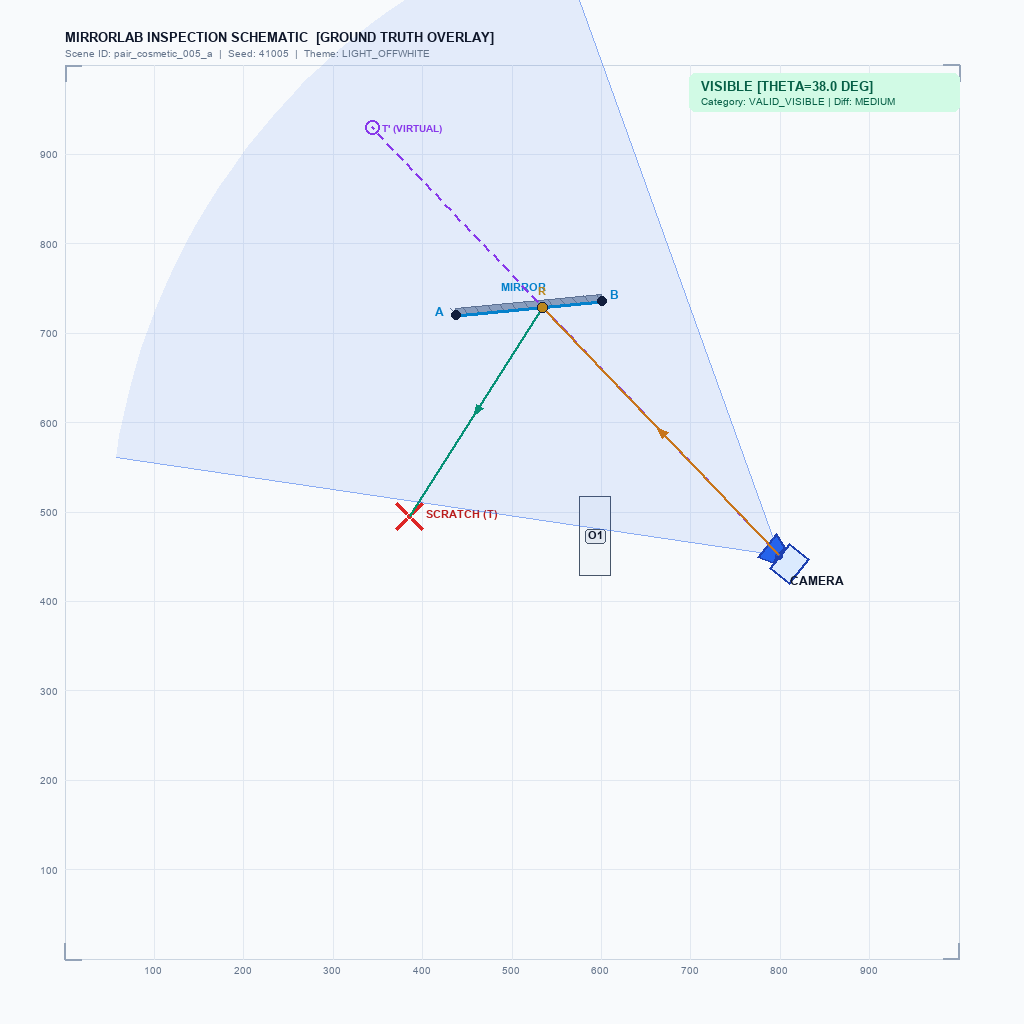 MIRRORLAB INSPECTION SCHEMATIC [GROUND TRUTH OVERLAY]
Scene ID: pair_cosmetic_005_a | Seed: 41005 | Theme: LIGHT_OFFWHITE
VISIBLE [THETA=38.0 DEG]
Category: VALID_VISIBLE | Diff: MEDIUM
T' (VIRTUAL)
900
800
MIRROR
R
B
A
700
600
SCRATCH (T)
500
O1
CAMERA
400
300
200
100
100 200 300 400 500 600 700 800 900